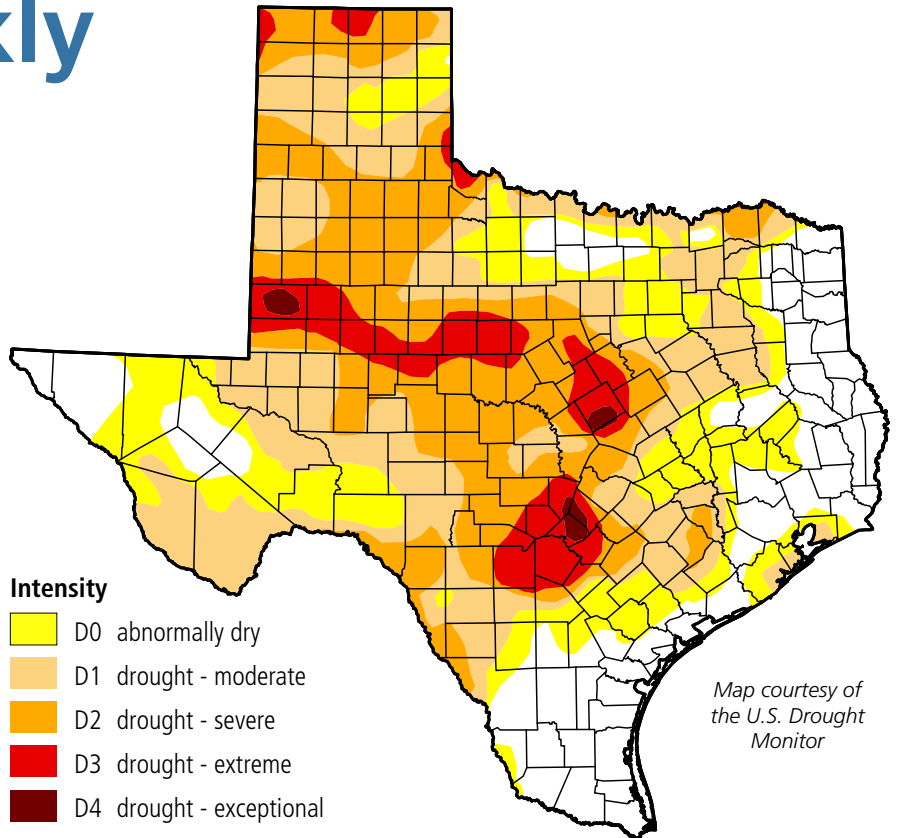 kly
Intensity
D0 abnormally dry
D1 drought - moderate
D2 drought - severe
D3 drought - extreme
D4 drought - exceptional
Map courtesy of
the U.S. Drought
Monitor